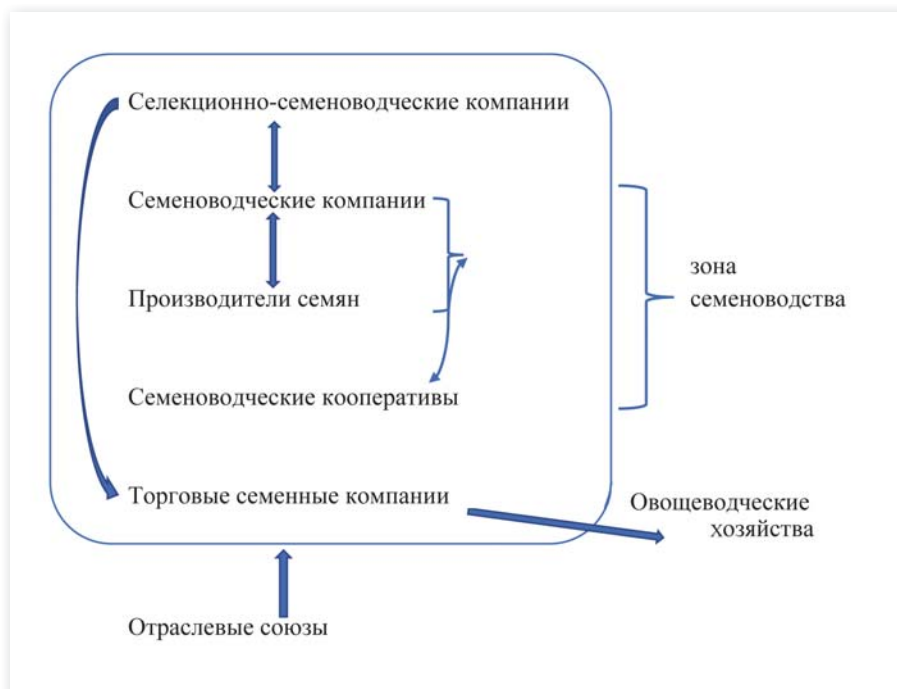 Селекционно-семеноводческие компании
Семеноводческие компании
Производители семян
Семеноводческие кооперативы
Торговые семенные компании
зона
семеноводства
Овощеводческие
хозяйства
Отраслевые союзы